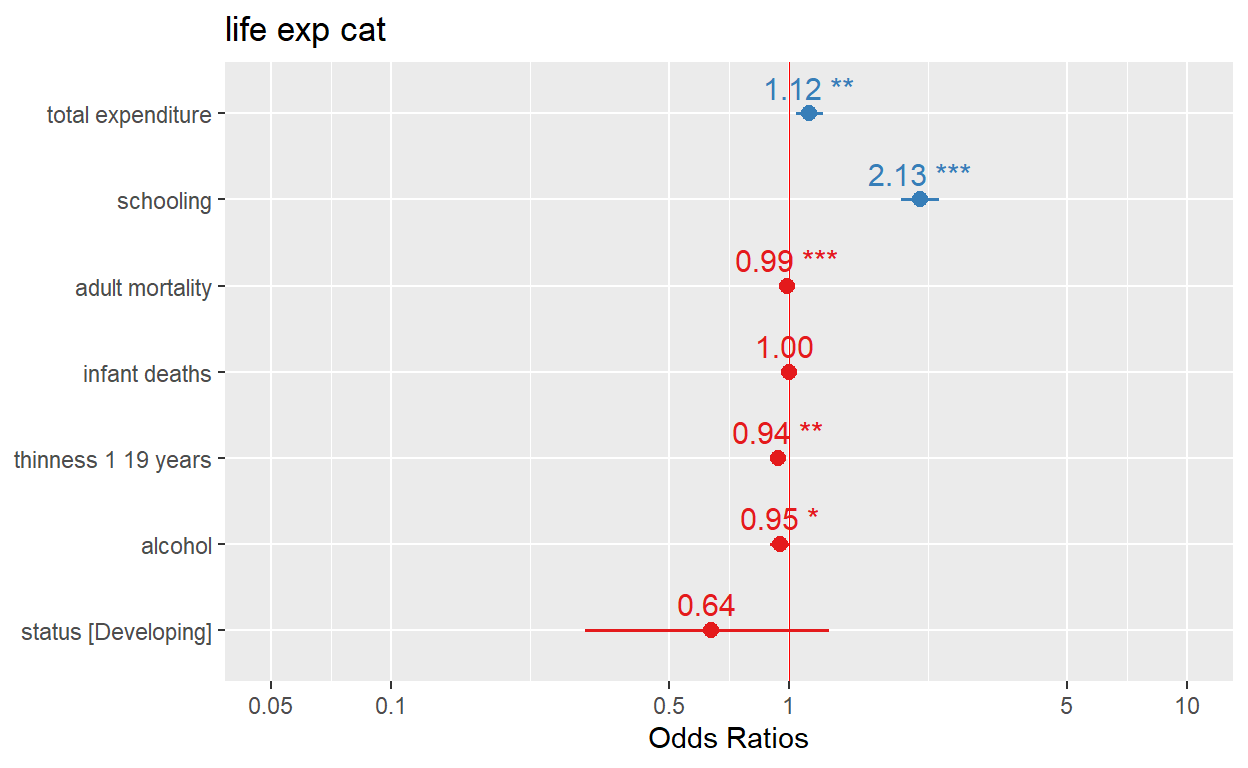 life exp cat
total expenditure
1.12 **
schooling
2.13 ***
adult mortality
0.99 ***
infant deaths
1.00
thinness 1 19 years
0.94 **
alcohol
0.95 *
status [Developing]
0.64
0.05 0.1 0.5 1 5 10
Odds Ratios